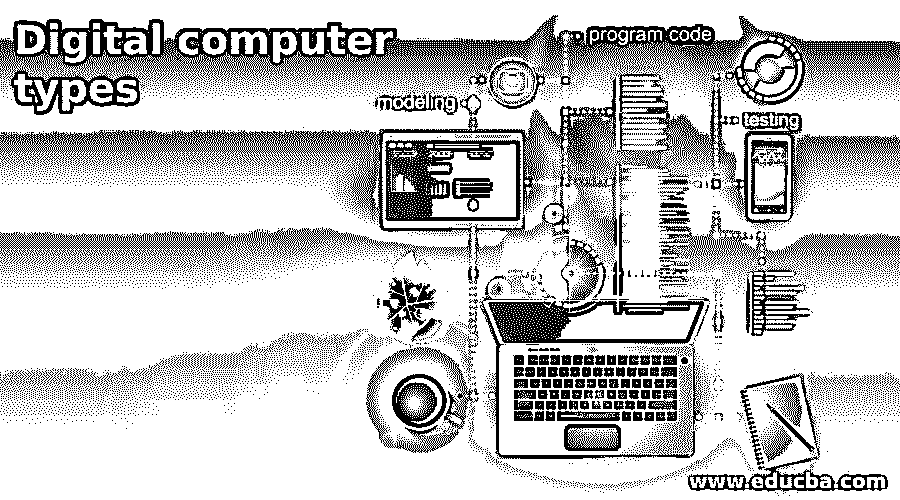 Digital computer
types
program code
modeling
testing
www.educba.com